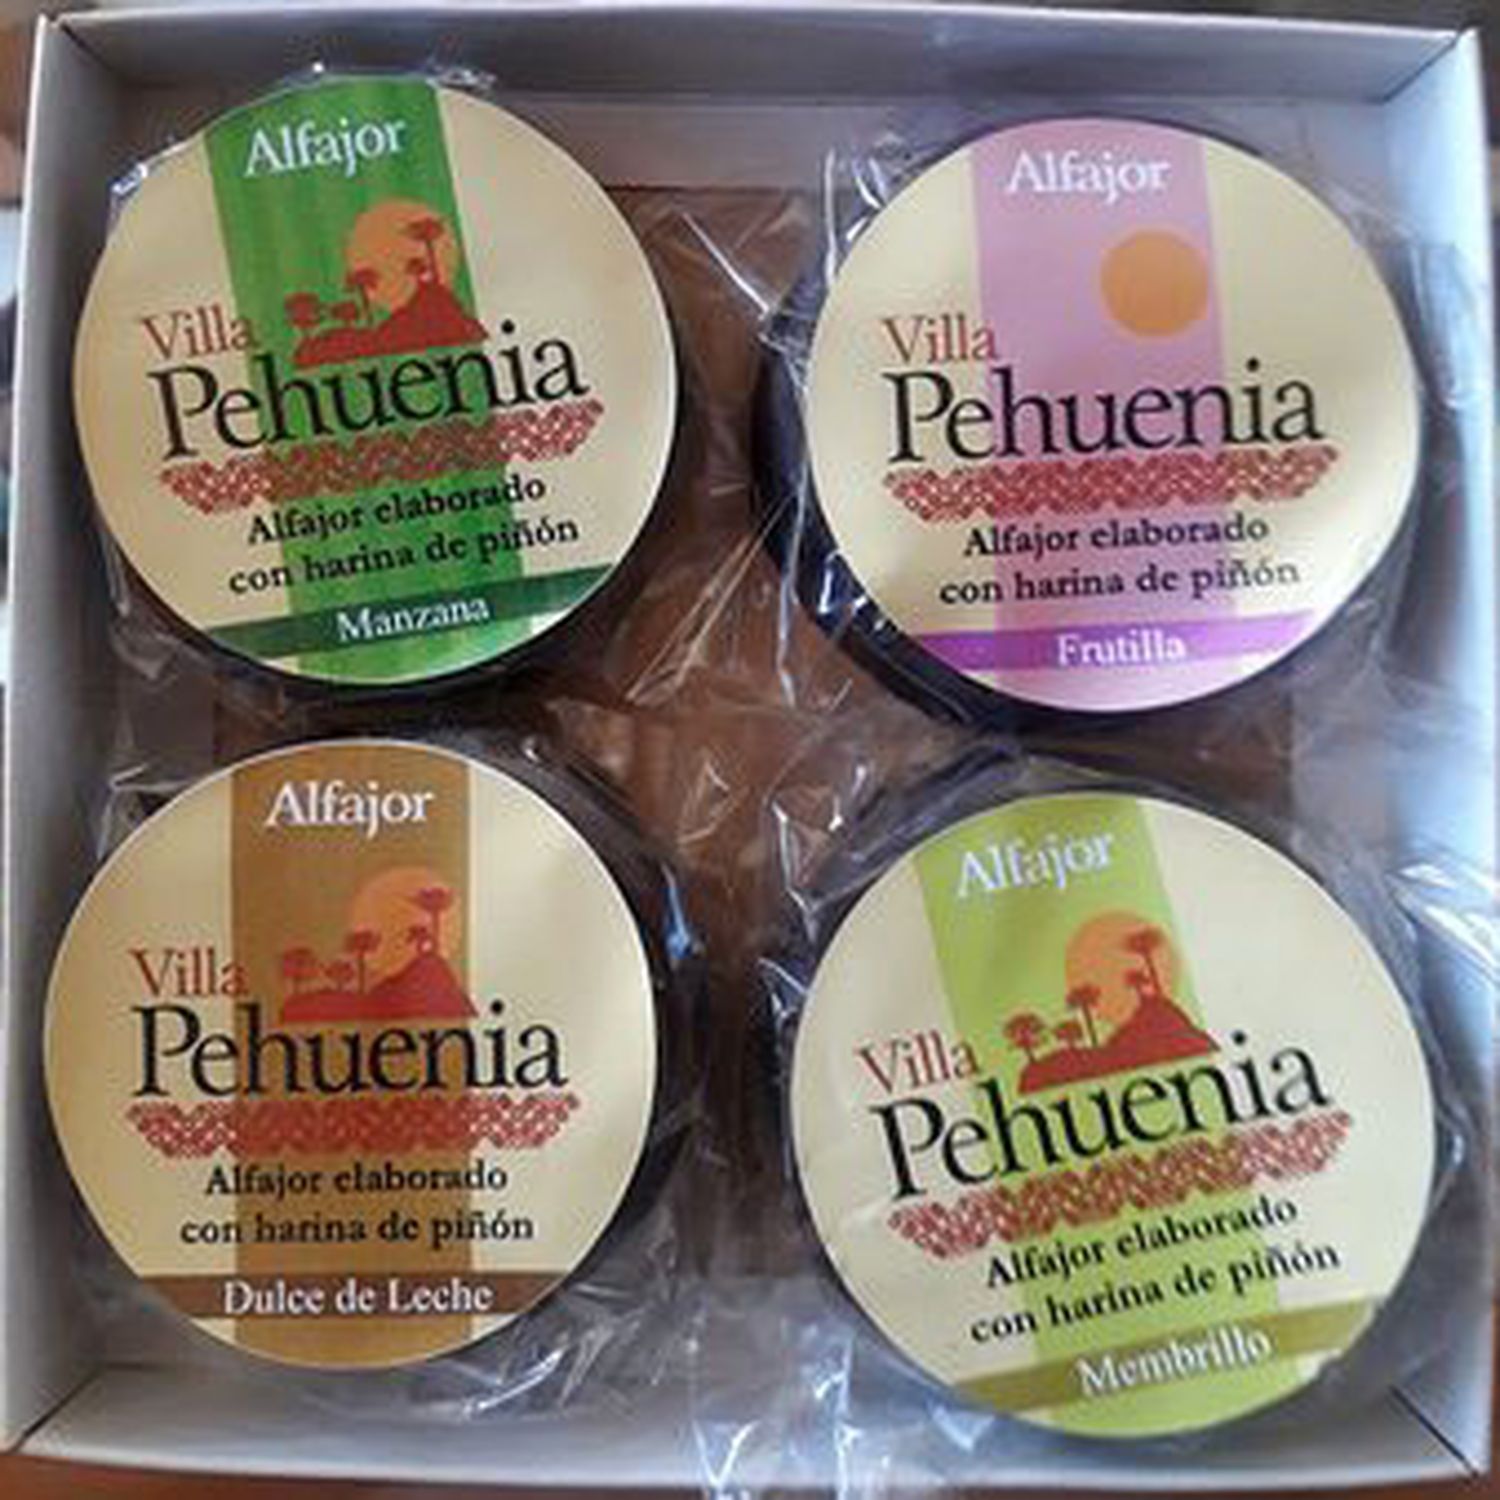 Alfajor
Villa
Pehuenia
Alfajor elaborado
con harina de piñón
Manzana
Alfajor
Villa
Pehuenia
Alfajor elaborado
con harina de piñón
Frutilla
Alfajor
Villa
Pehuenia
Alfajor elaborado
con harina de piñón
Dulce de Leche
Alfajor
Villa
Pehuenia
Alfajor elaborado
con harina de piñón
Membrillo